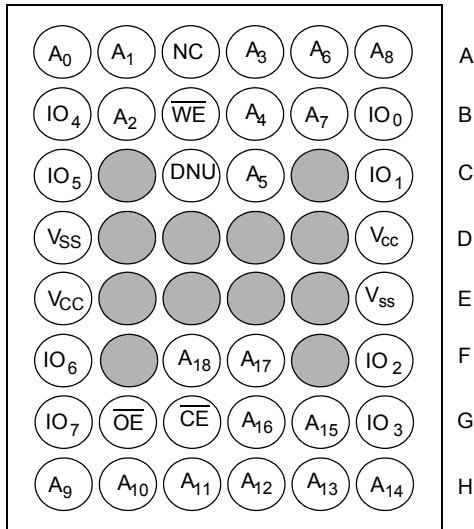 A0 A1 NC A3 A6 A8 A
IO4 A2 WE A4 A7 IO0 B
IO5 DNU A5 IO1 C
VSS Vcc D
VCC Vss E
IO6 A18 A17 IO2 F
IO7 OE CE A16 A15 IO3 G
A9 A10 A11 A12 A13 A14 H